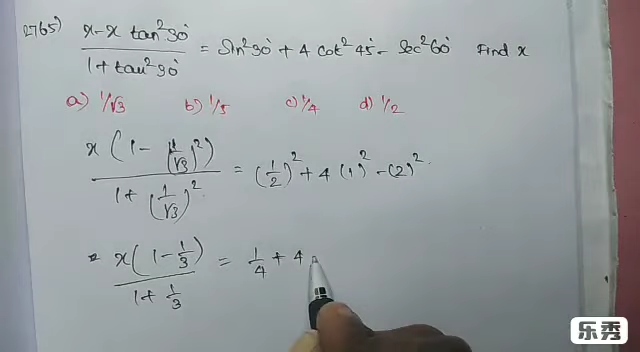 2765) (x-x tan²30°)/(1+tan²30°) = Sin²30° + 4 cot²45° - Sec²60° Find x
a) 1/√3 b) 1/5 c) 1/4 d) 1/2
x(1-(1/√3)²)/(1+(1/√3)²) = (1/2)² + 4(1)² - (2)².
x(1-1/3)/(1+1/3) = 1/4 + 4
乐秀